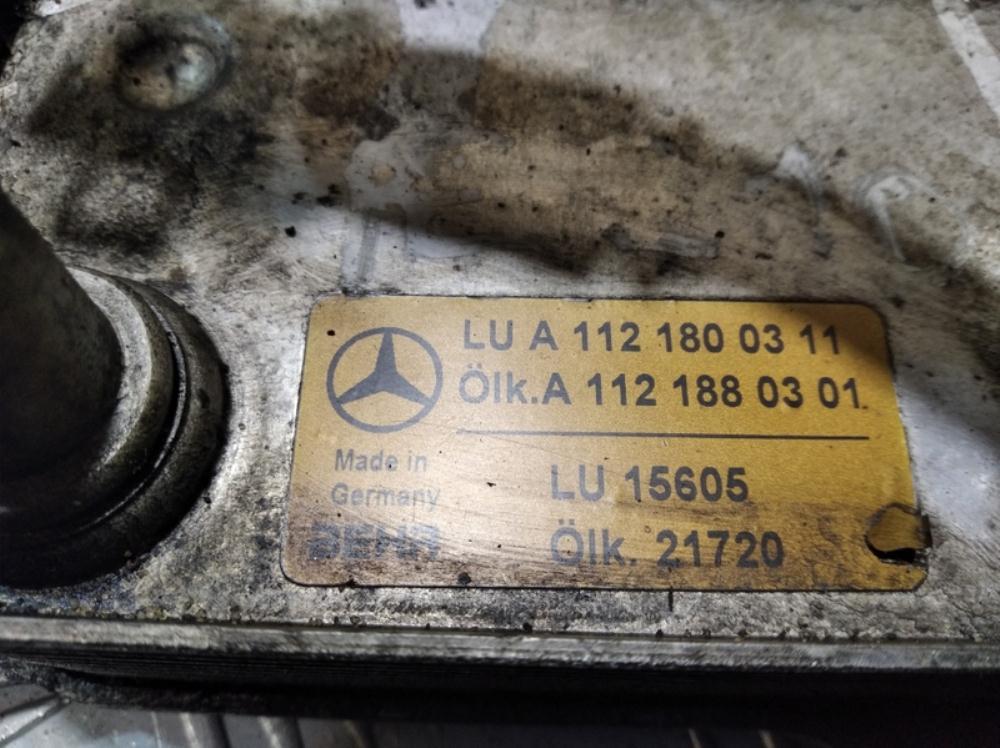 LU A 112 180 03 11
Ölk.A 112 188 03 01
Made in
Germany
BEHR
LU 15605
Ölk. 21720